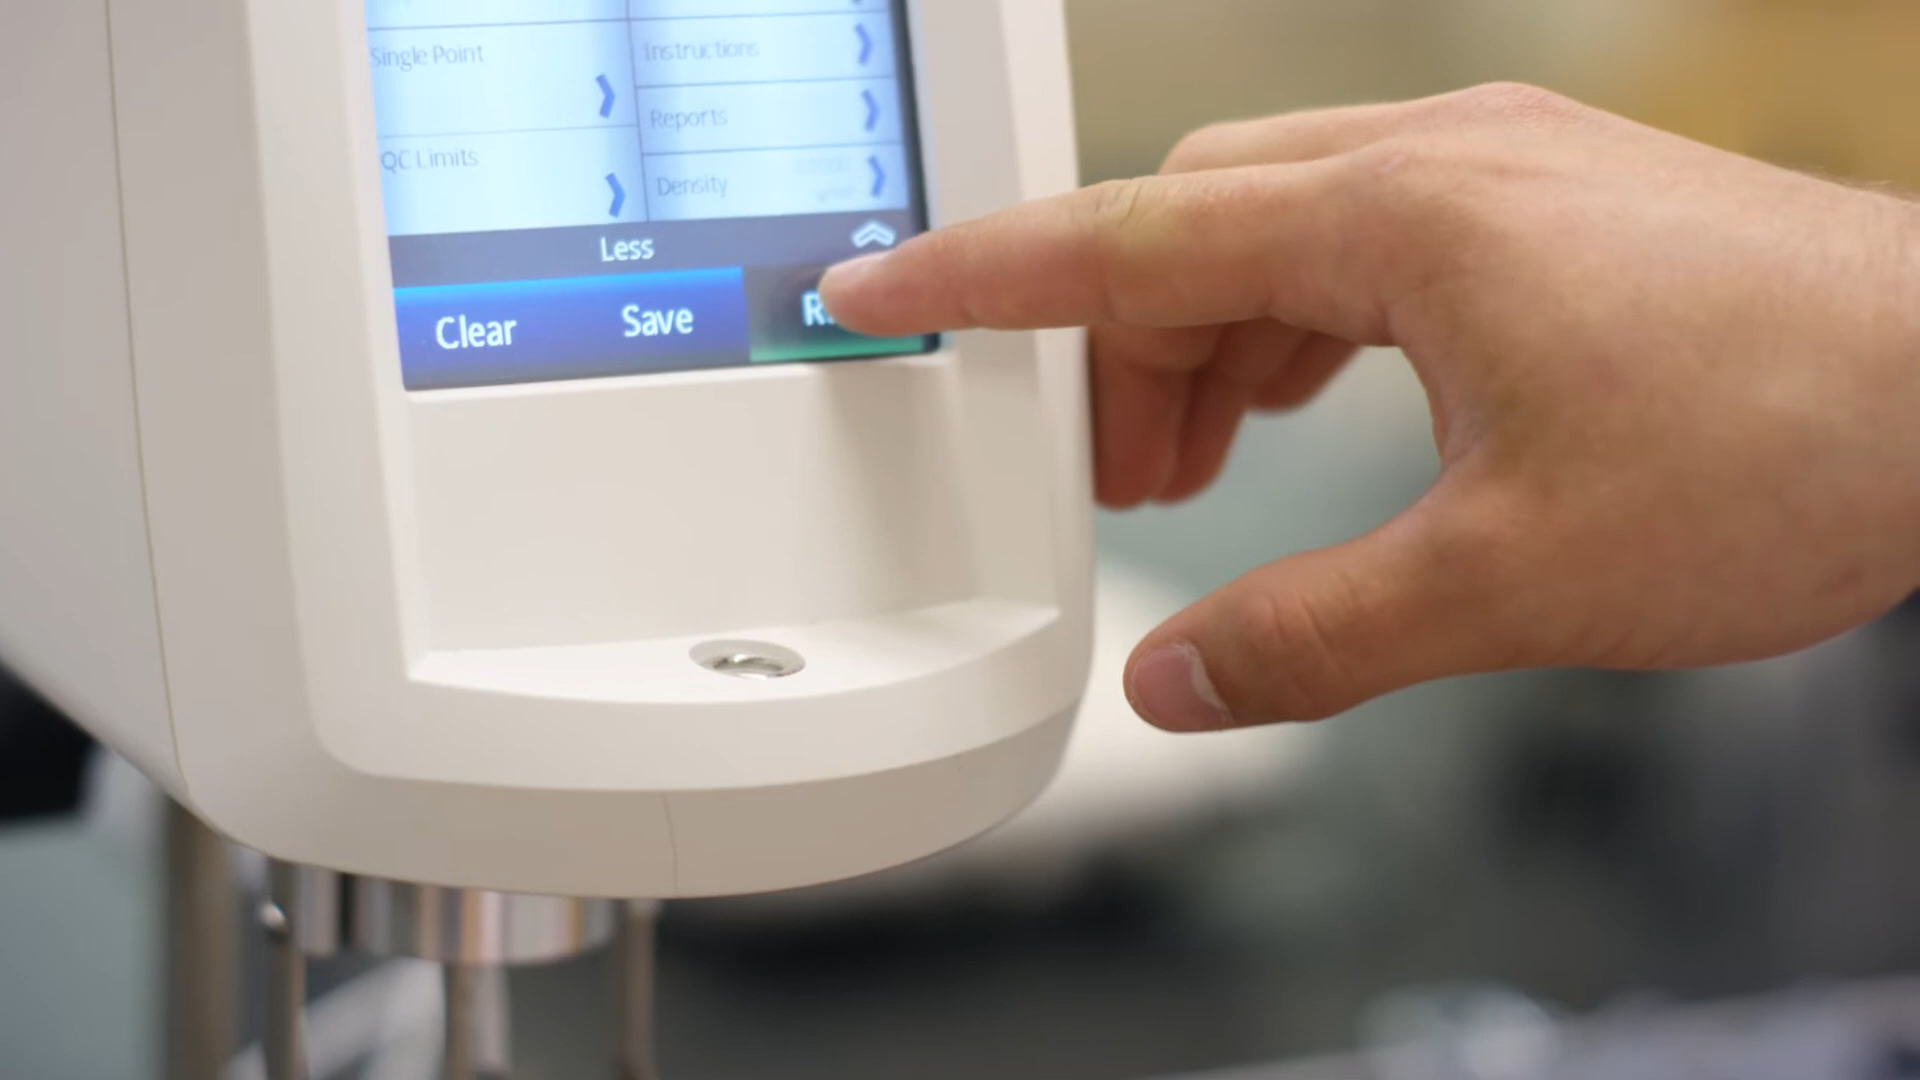 Single Point
Instructions
Reports
QC Limits
Density
Less
Clear
Save